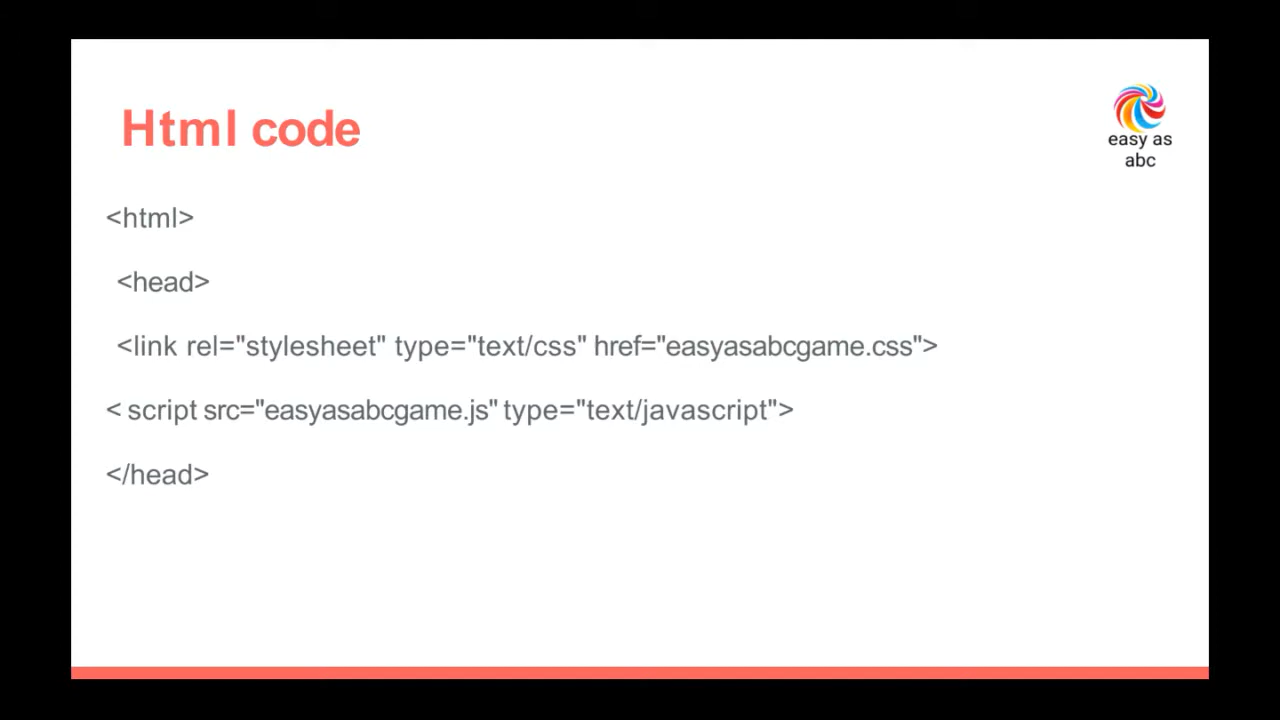 Html code
easy as
abc
<html>
<head>
<link rel="stylesheet" type="text/css" href="easyasabcgame.css">
< script src="easyasabcgame.js" type="text/javascript">
</head>